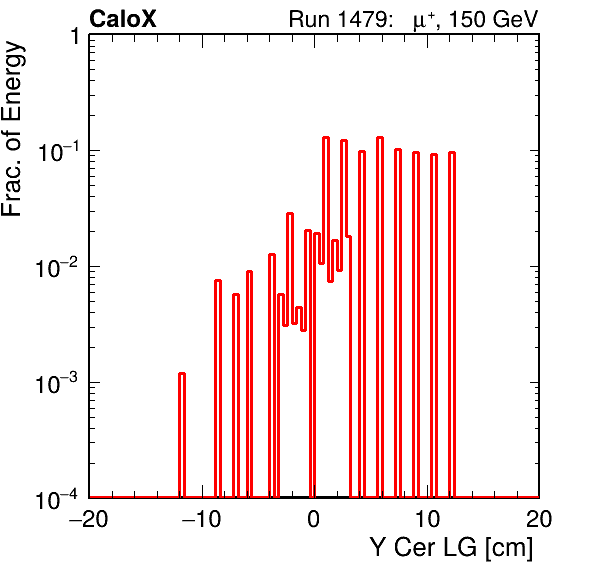 CaloX Run 1479: μ⁺, 150 GeV
Frac. of Energy
1
10⁻¹
10⁻²
10⁻³
10⁻⁴
−20 −10 0 10 20
Y Cer LG [cm]